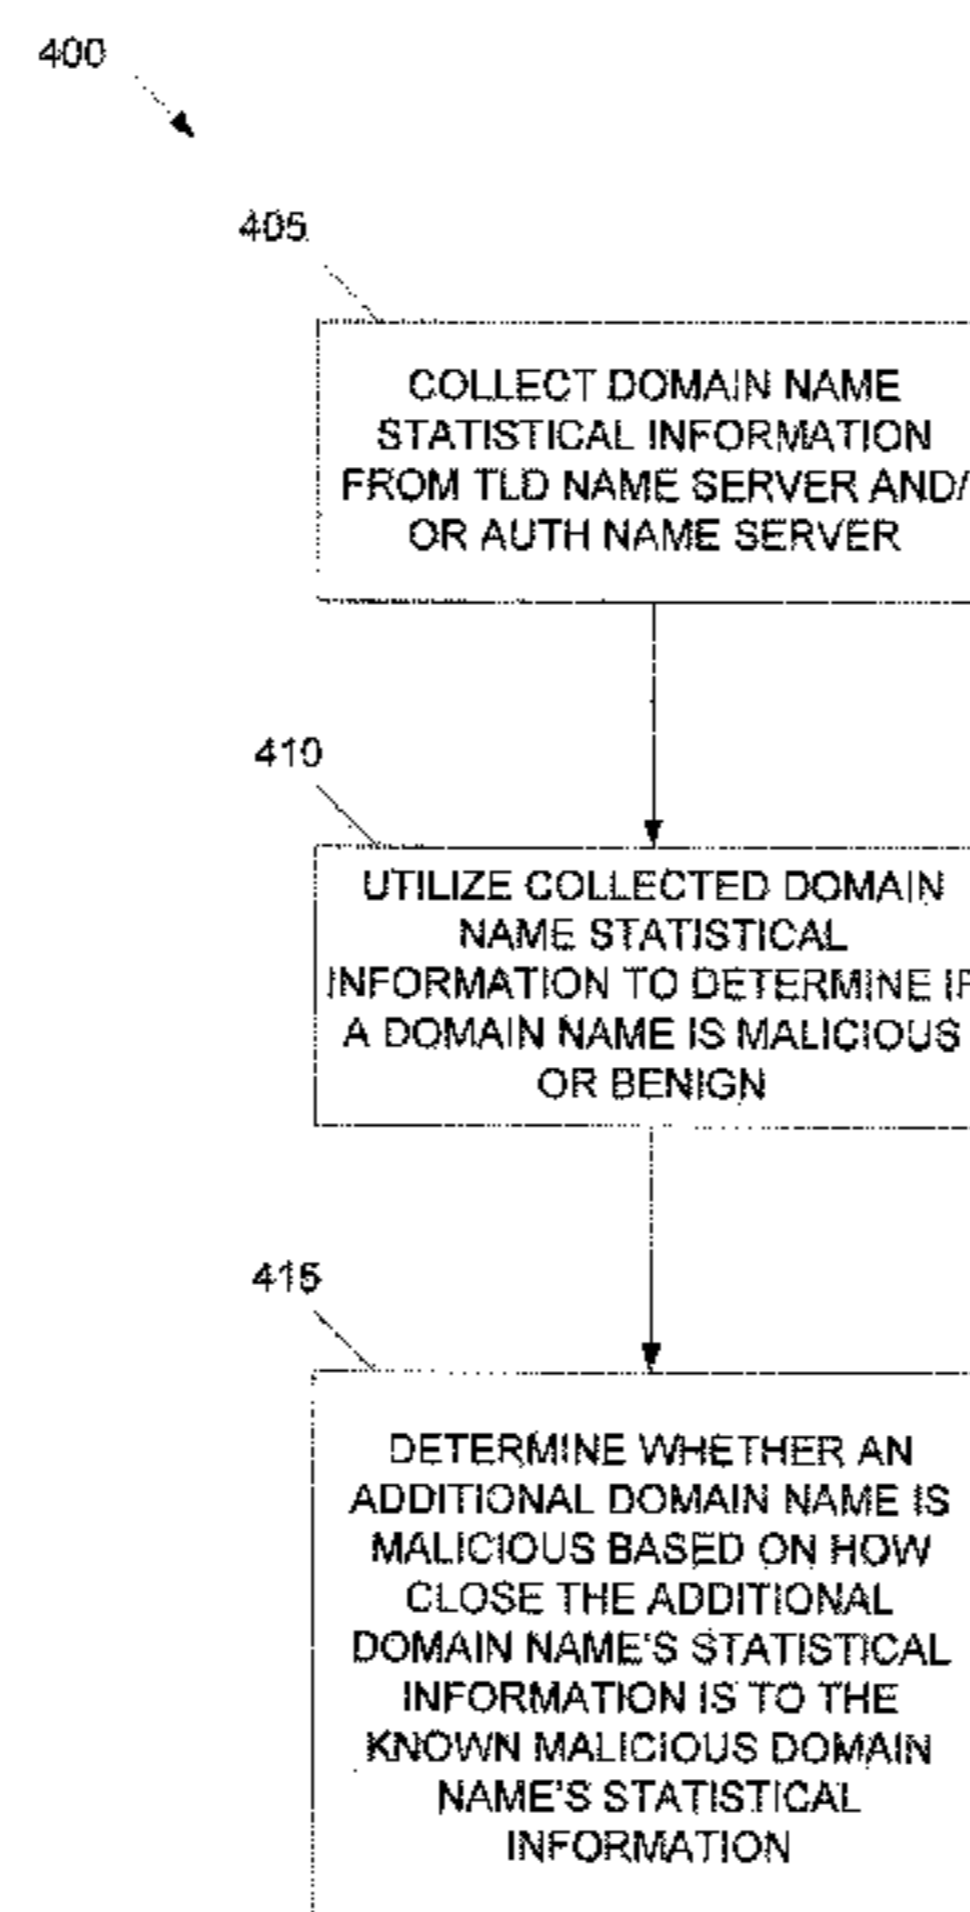 400
405
COLLECT DOMAIN NAME
STATISTICAL INFORMATION
FROM TLD NAME SERVER AND/
OR AUTH NAME SERVER
410
UTILIZE COLLECTED DOMAIN
NAME STATISTICAL
INFORMATION TO DETERMINE IF
A DOMAIN NAME IS MALICIOUS
OR BENIGN
415
DETERMINE WHETHER AN
ADDITIONAL DOMAIN NAME IS
MALICIOUS BASED ON HOW
CLOSE THE ADDITIONAL
DOMAIN NAME'S STATISTICAL
INFORMATION IS TO THE
KNOWN MALICIOUS DOMAIN
NAME'S STATISTICAL
INFORMATION